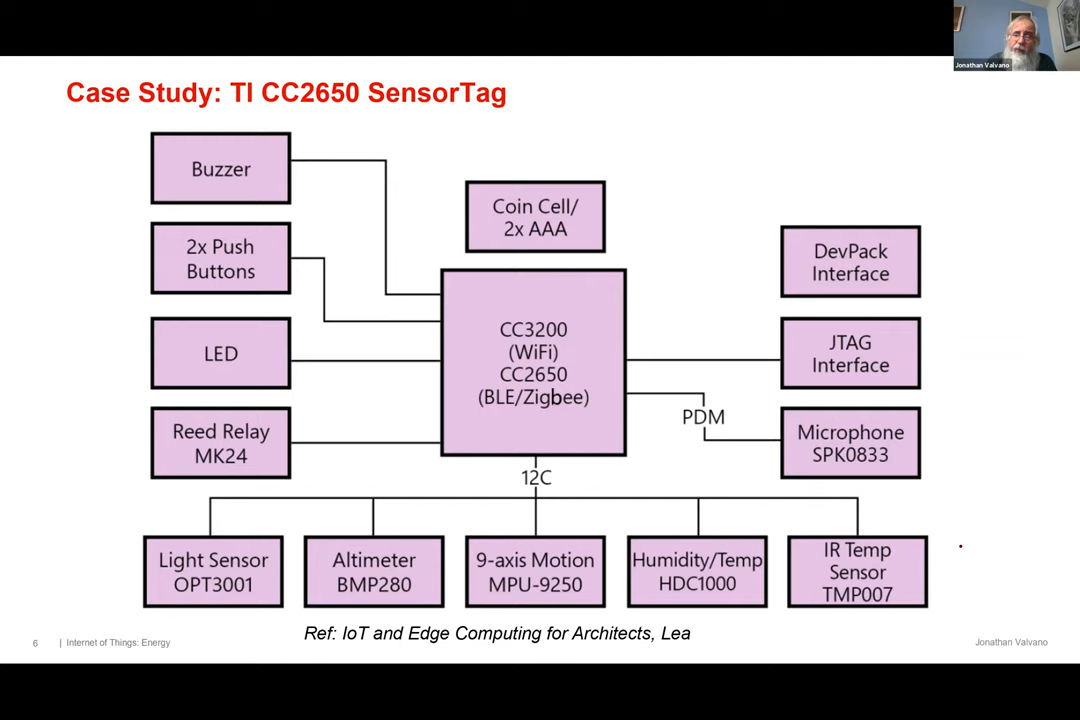 Jonathan Valvano
Case Study: TI CC2650 SensorTag
Buzzer
Coin Cell/
2x AAA
2x Push
Buttons
DevPack
Interface
LED
CC3200
(WiFi)
CC2650
(BLE/Zigbee)
JTAG
Interface
Reed Relay
MK24
PDM
Microphone
SPK0833
12C
Light Sensor
OPT3001
Altimeter
BMP280
9-axis Motion
MPU-9250
Humidity/Temp
HDC1000
IR Temp
Sensor
TMP007
Ref: IoT and Edge Computing for Architects, Lea
6 | Internet of Things: Energy
Jonathan Valvano